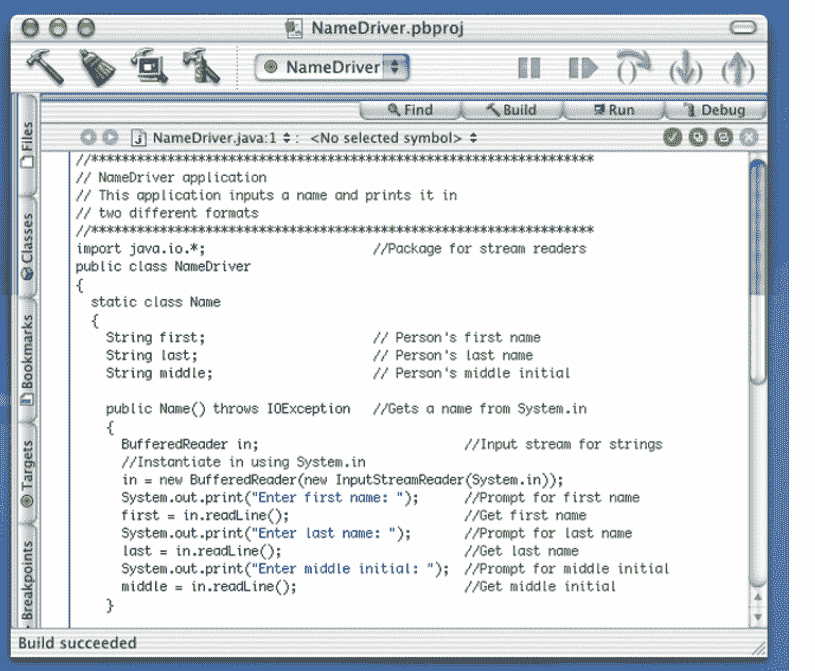 NameDriver.pbproj
NameDriver
Find
Build
Run
Debug
NameDriver.java:1 : <No selected symbol>
Files
Classes
Bookmarks
Targets
Breakpoints
//*******************************************************************
// NameDriver application
// This application inputs a name and prints it in
// two different formats
//*******************************************************************
import java.io.*; //Package for stream readers
public class NameDriver
{
static class Name
{
String first; // Person's first name
String last; // Person's last name
String middle; // Person's middle initial
public Name() throws IOException //Gets a name from System.in
{
BufferedReader in; //Input stream for strings
//Instantiate in using System.in
in = new BufferedReader(new InputStreamReader(System.in));
System.out.print("Enter first name: "); //Prompt for first name
first = in.readLine(); //Get first name
System.out.print("Enter last name: "); //Prompt for last name
last = in.readLine(); //Get last name
System.out.print("Enter middle initial: "); //Prompt for middle initial
middle = in.readLine(); //Get middle initial
}
Build succeeded